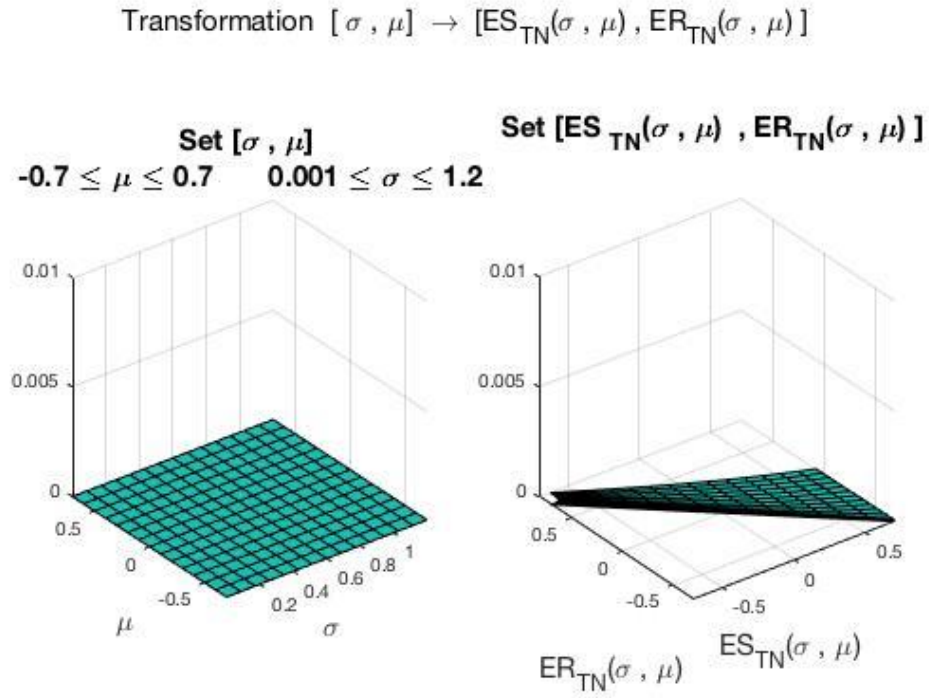 Transformation [ σ , μ] → [ES_TN(σ , μ) , ER_TN(σ , μ) ]
Set [σ , μ]
-0.7 ≤ μ ≤ 0.7 0.001 ≤ σ ≤ 1.2
0.01
0.005
0
0.5
0
-0.5
μ
0.2
0.4
0.6
0.8
1
σ
Set [ES _TN(σ , μ) , ER_TN(σ , μ) ]
0.01
0.005
0
0.5
0
-0.5
ER_TN(σ , μ)
-0.5
0
0.5
ES_TN(σ , μ)